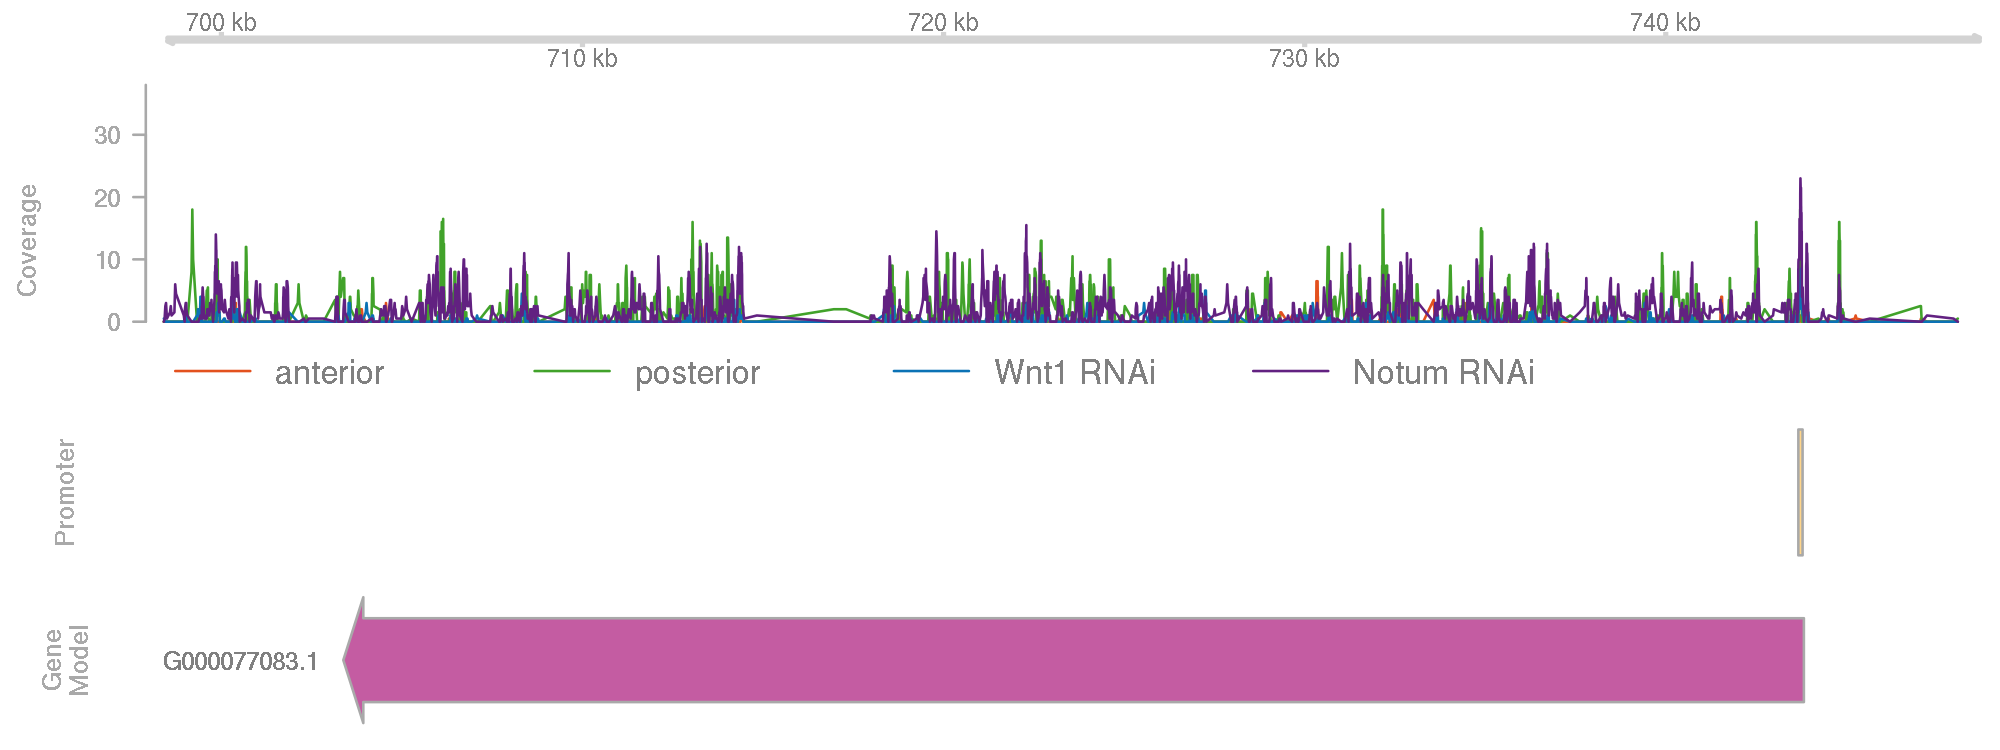 700 kb 720 kb 740 kb
710 kb 730 kb
Coverage
30
20
10
0
anterior posterior Wnt1 RNAi Notum RNAi
Promoter
Gene
Model
G000077083.1